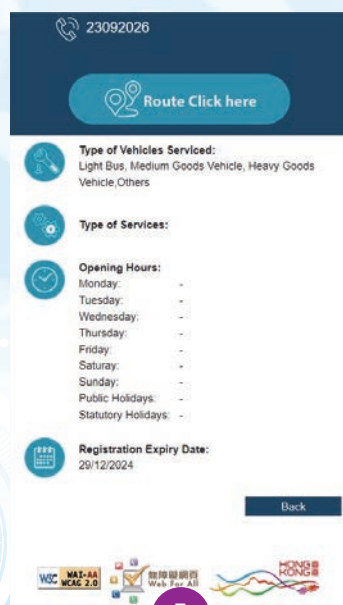 23092026
Route Click here
Type of Vehicles Serviced:
Light Bus, Medium Goods Vehicle, Heavy Goods
Vehicle,Others
Type of Services:
Opening Hours:
Monday: -
Tuesday: -
Wednesday: -
Thursday: -
Friday: -
Saturay: -
Sunday: -
Public Holidays: -
Statutory Holidays: -
Registration Expiry Date:
29/12/2024
Back
W3C WAI-AA
WCAG 2.0
無障礙網頁
Web For All
HONG
KONG